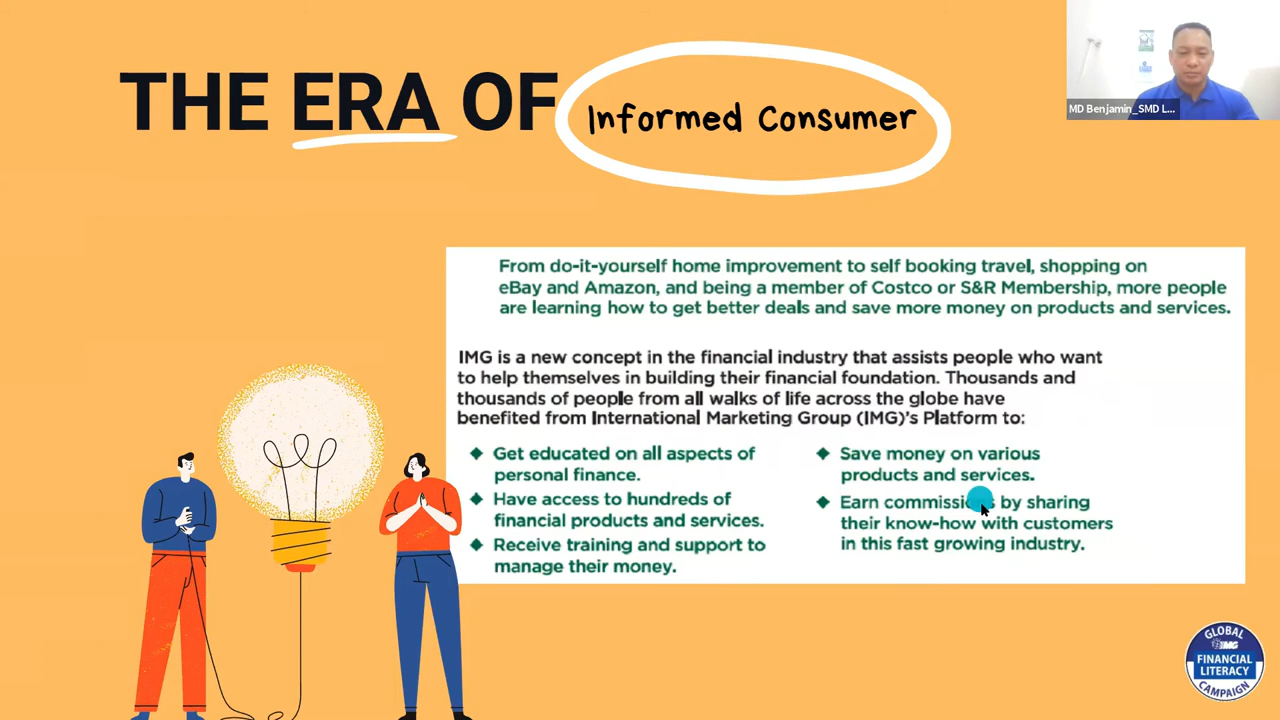 THE ERA OF Informed Consumer
MD Benjamin_SMD L...
From do-it-yourself home improvement to self booking travel, shopping on
eBay and Amazon, and being a member of Costco or S&R Membership, more people
are learning how to get better deals and save more money on products and services.
IMG is a new concept in the financial industry that assists people who want
to help themselves in building their financial foundation. Thousands and
thousands of people from all walks of life across the globe have
benefited from International Marketing Group (IMG)'s Platform to:
◆ Get educated on all aspects of
personal finance.
◆ Have access to hundreds of
financial products and services.
◆ Receive training and support to
manage their money.
◆ Save money on various
products and services.
◆ Earn commissions by sharing
their know-how with customers
in this fast growing industry.
GLOBAL
IMG
FINANCIAL
LITERACY
CAMPAIGN